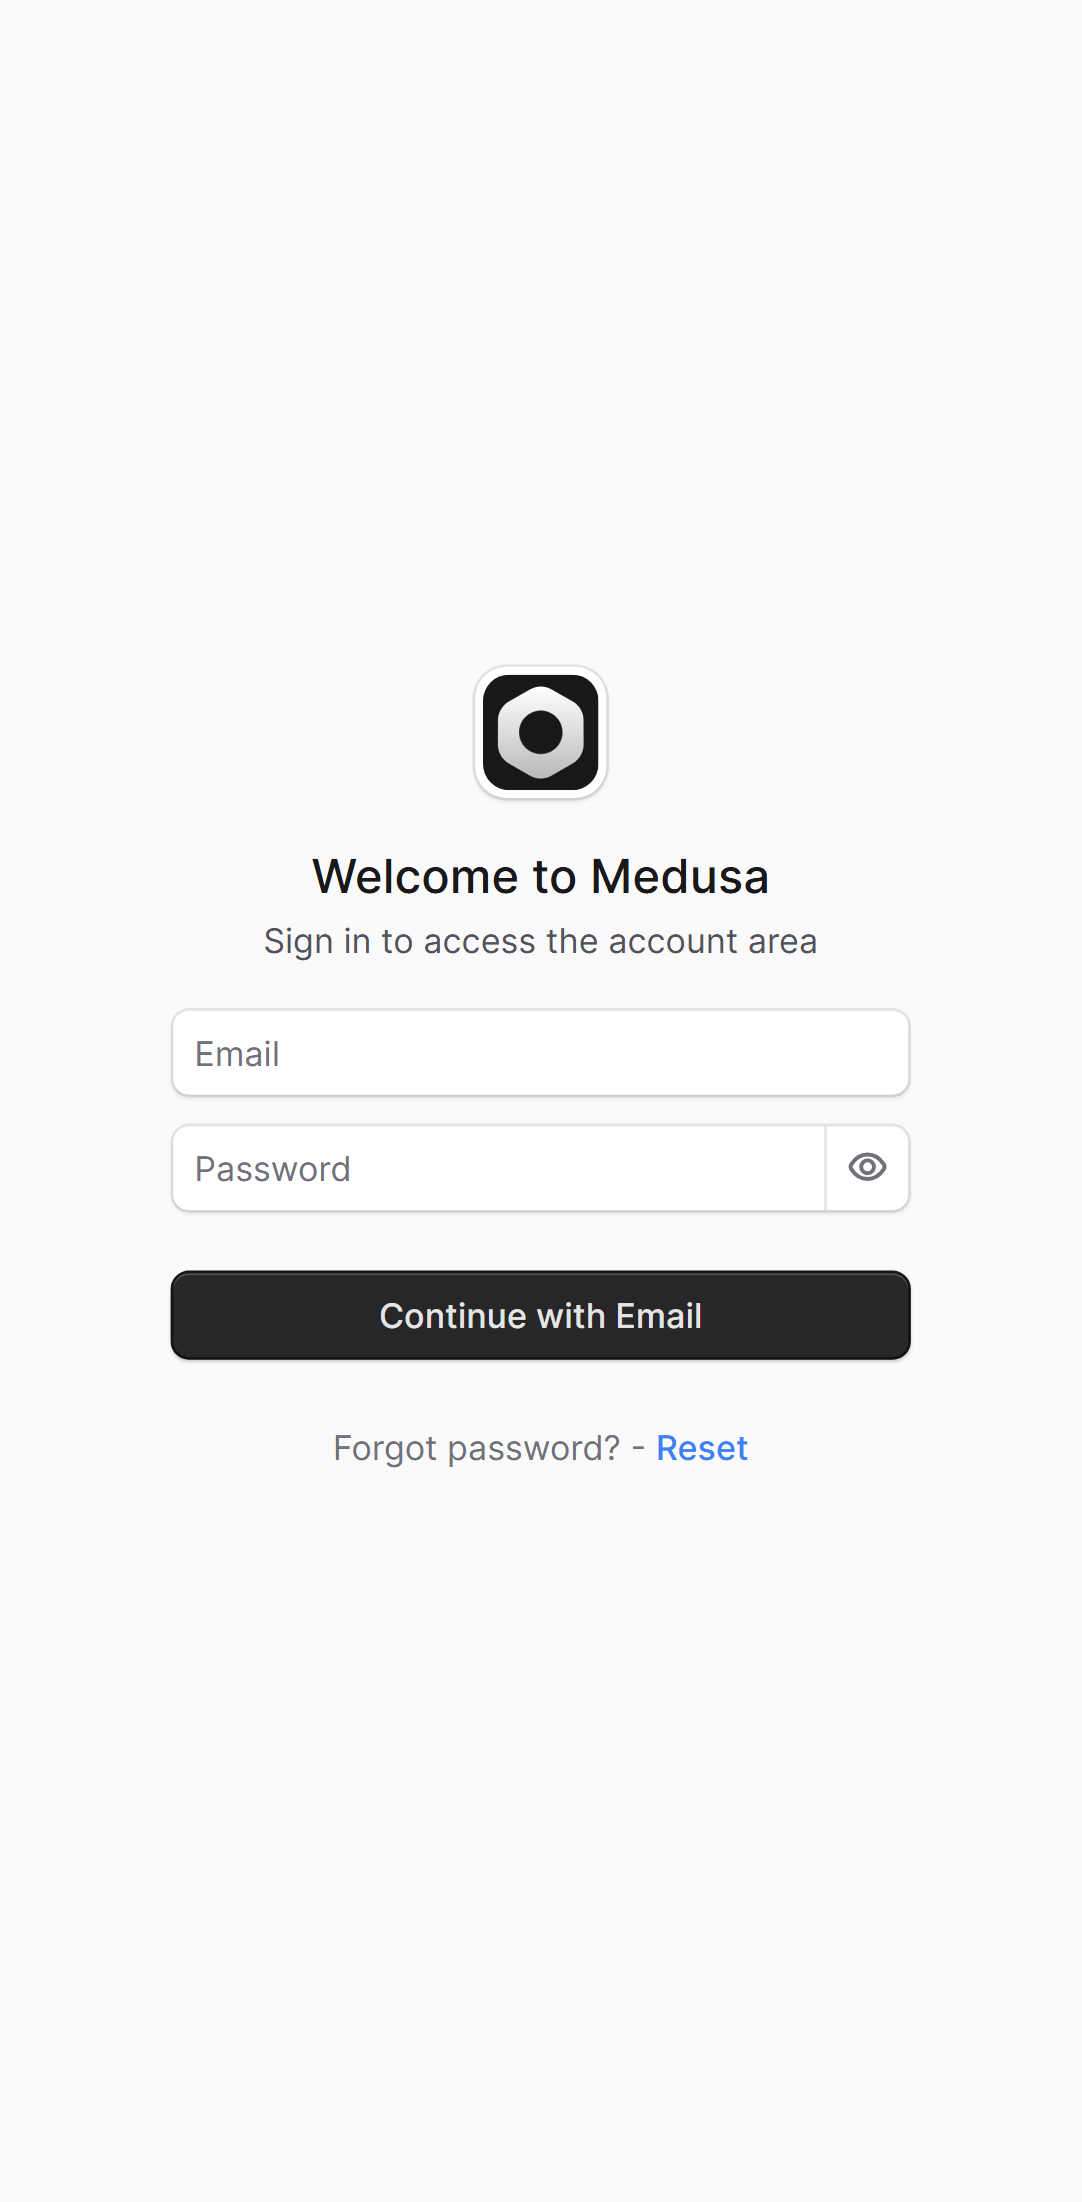 Welcome to Medusa
Sign in to access the account area
Email
Password
Continue with Email
Forgot password? - Reset